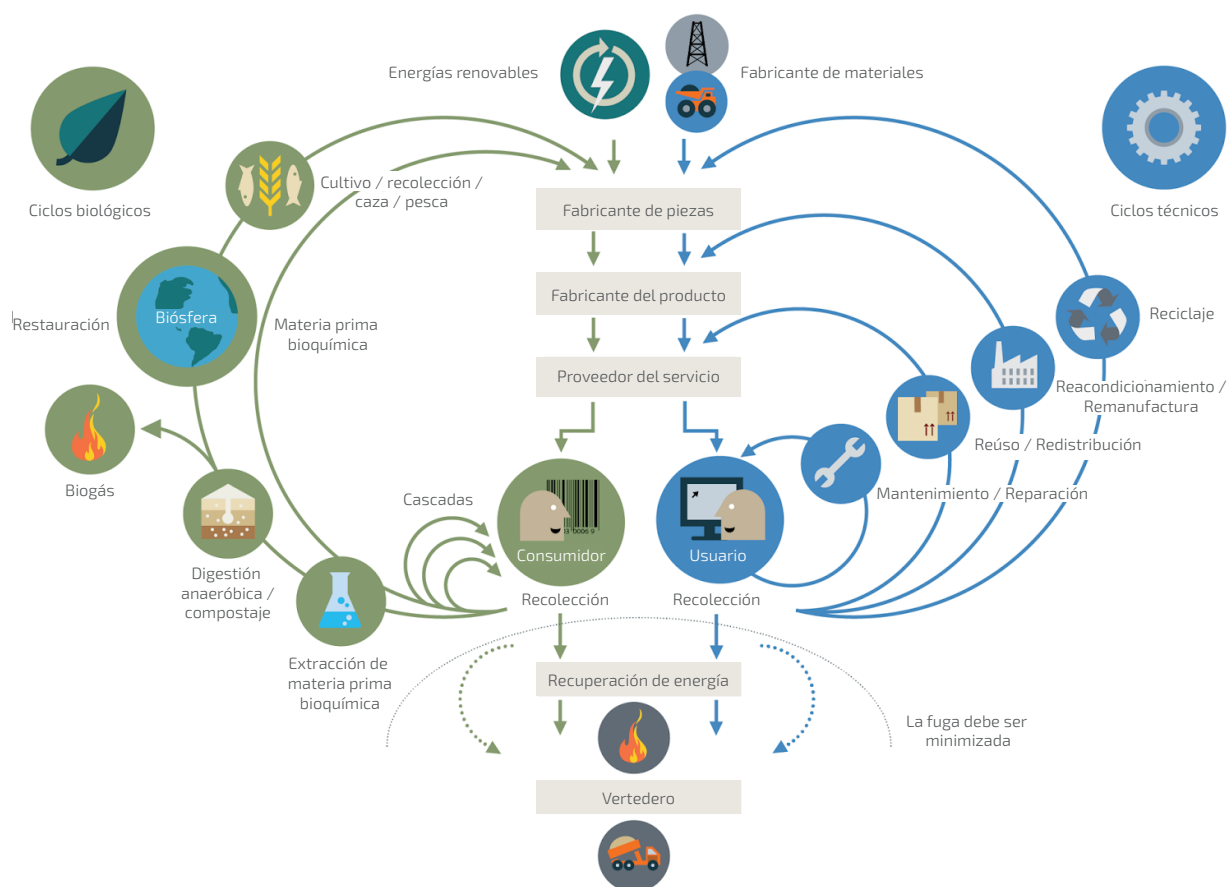 Energías renovables
Fabricante de materiales
Ciclos biológicos
Cultivo / recolección /
caza / pesca
Ciclos técnicos
Fabricante de piezas
Fabricante del producto
Proveedor del servicio
Restauración
Biósfera
Materia prima
bioquímica
Reciclaje
Reacondicionamiento /
Remanufactura
Reúso / Redistribución
Mantenimiento / Reparación
Biogás
Cascadas
Digestión
anaeróbica /
compostaje
Extracción de
materia prima
bioquímica
Consumidor
Usuario
Recolección
Recolección
Recuperación de energía
La fuga debe ser
minimizada
Vertedero